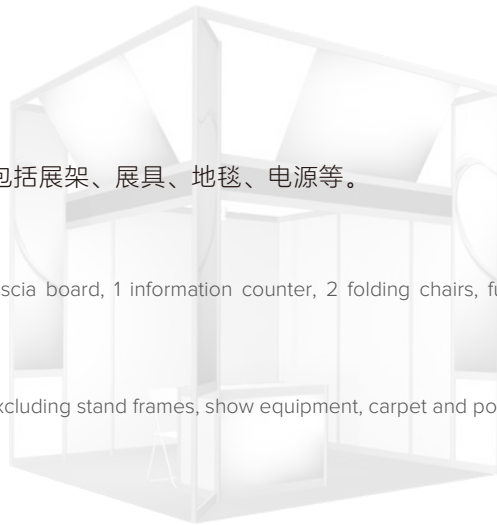 包括展架、展具、地毯、电源等。
scia board, 1 information counter, 2 folding chairs,
xcluding stand frames, show equipment, carpet and